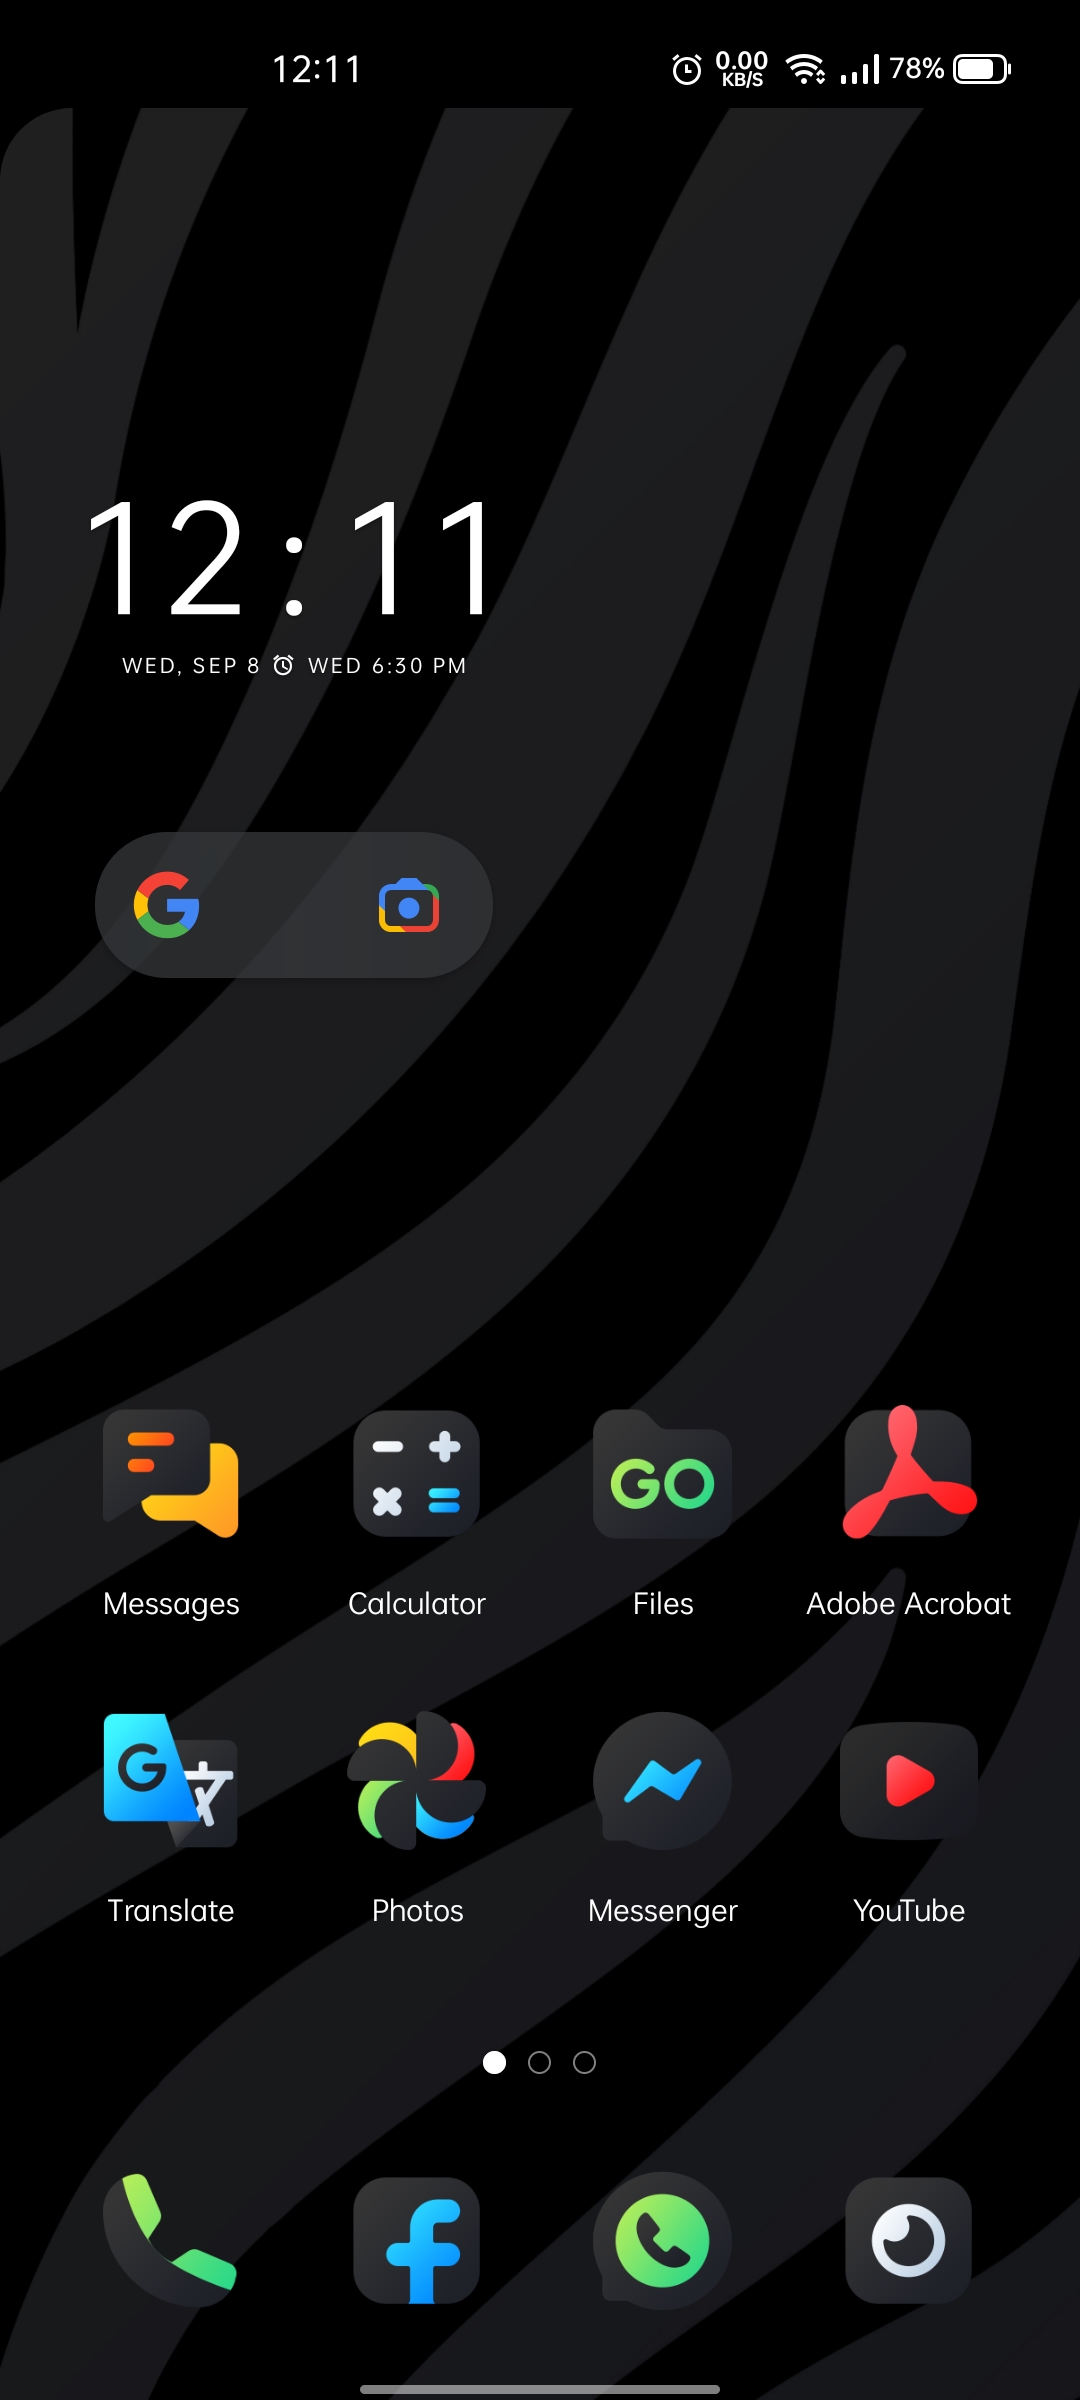 12:11
0.00
KB/S
78%
12:11
WED, SEP 8 WED 6:30 PM
G
GO
Messages Calculator Files Adobe Acrobat
G 文
Translate Photos Messenger YouTube
f